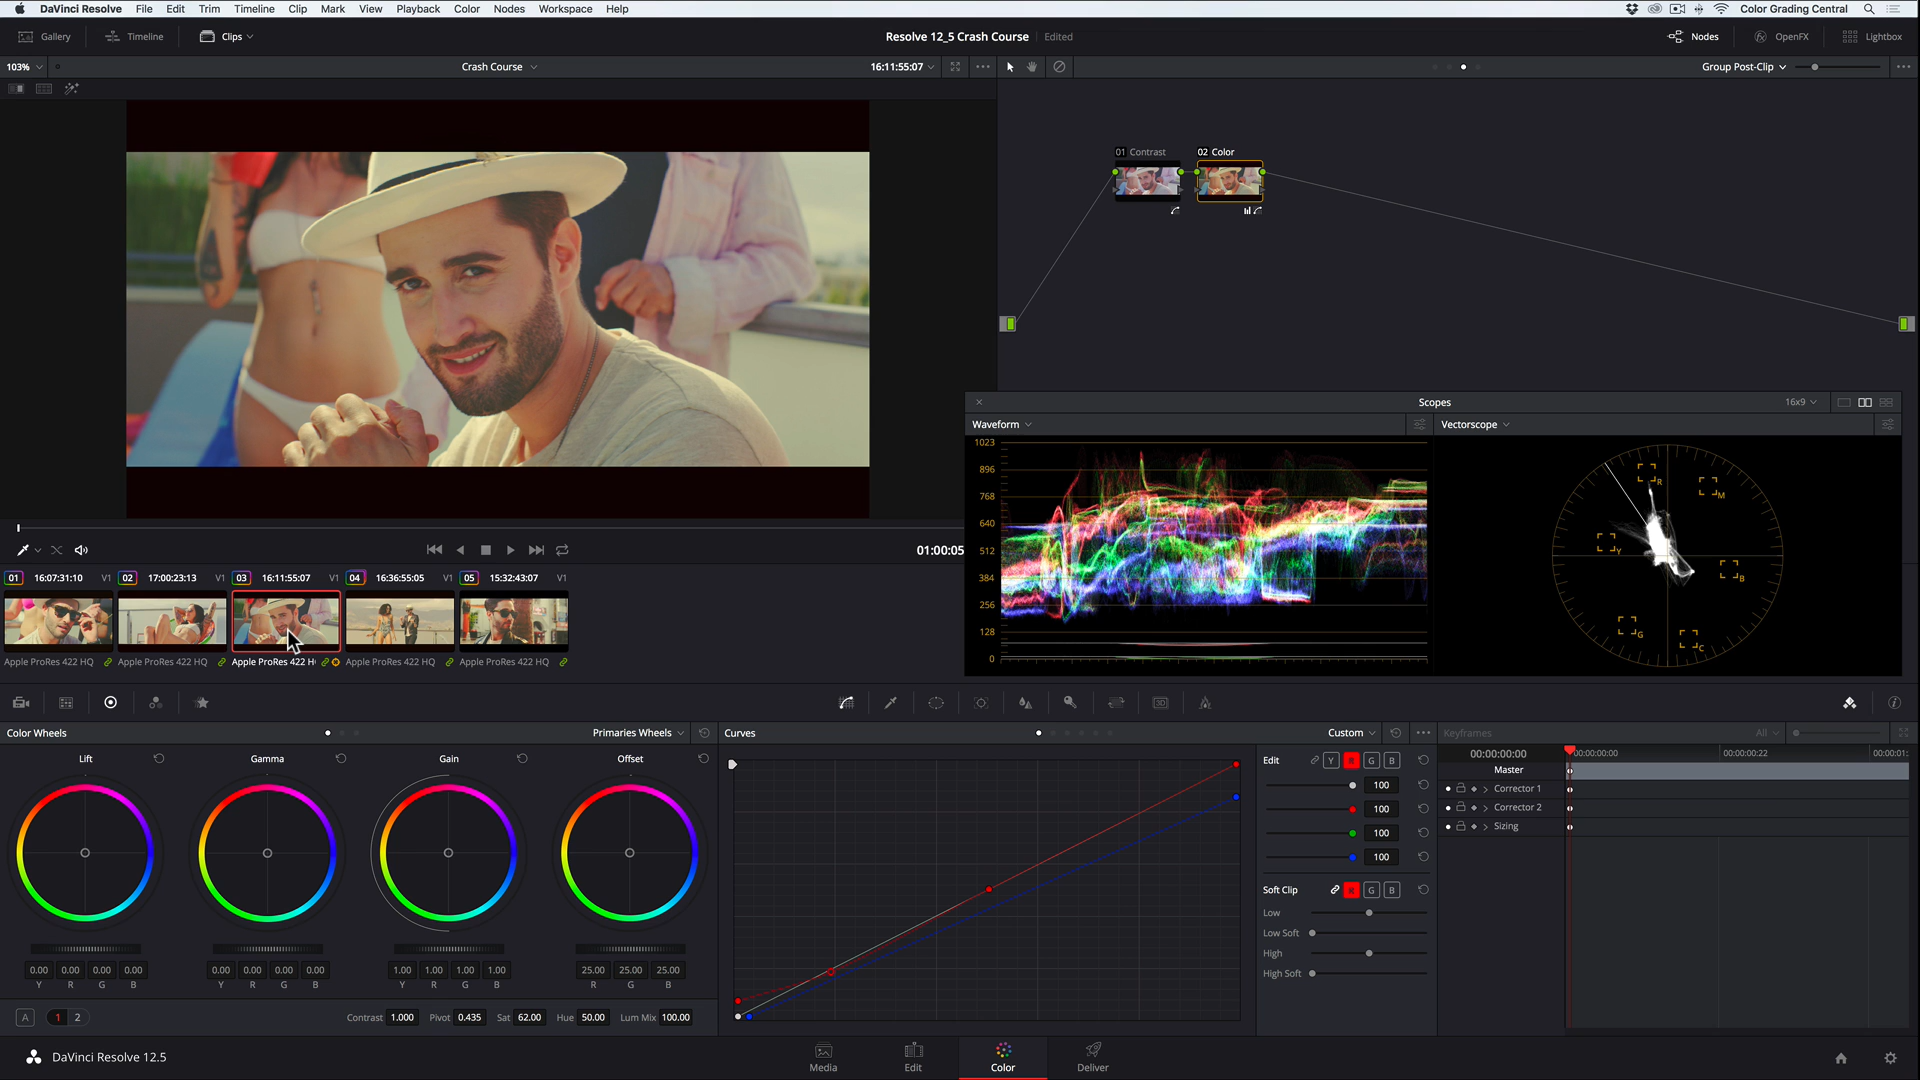 DaVinci Resolve File Edit Trim Timeline Clip Mark View Playback Color Nodes Workspace Help Color Grading Central
Gallery Timeline Clips Resolve 12_5 Crash Course Edited Nodes OpenFX Lightbox
103% Crash Course 16:11:55:07 Group Post-Clip
01 Contrast 02 Color
Scopes 16x9
Waveform Vectorscope
1023
896
768
640
512
384
256
128
0
R
M
Y
B
G
C
01:00:05
01 16:07:31:10 V1 02 17:00:23:13 V1 03 16:11:55:07 V1 04 16:36:55:05 V1 05 15:32:43:07 V1
Apple ProRes 422 HQ Apple ProRes 422 HQ Apple ProRes 422 H Apple ProRes 422 HQ Apple ProRes 422 HQ
Color Wheels Primaries Wheels Curves Custom Keyframes All
Lift Gamma Gain Offset
0.00 0.00 0.00 0.00 0.00 0.00 0.00 0.00 1.00 1.00 1.00 1.00 25.00 25.00 25.00
Y R G B Y R G B Y R G B R G B
A 1 2 Contrast 1.000 Pivot 0.435 Sat 62.00 Hue 50.00 Lum Mix 100.00
Edit Y R G B
100
100
100
100
Soft Clip R G B
Low
Low Soft
High
High Soft
00:00:00:00 00:00:00:00 00:00:00:22 00:00:01:
Master
Corrector 1
Corrector 2
Sizing
DaVinci Resolve 12.5 Media Edit Color Deliver